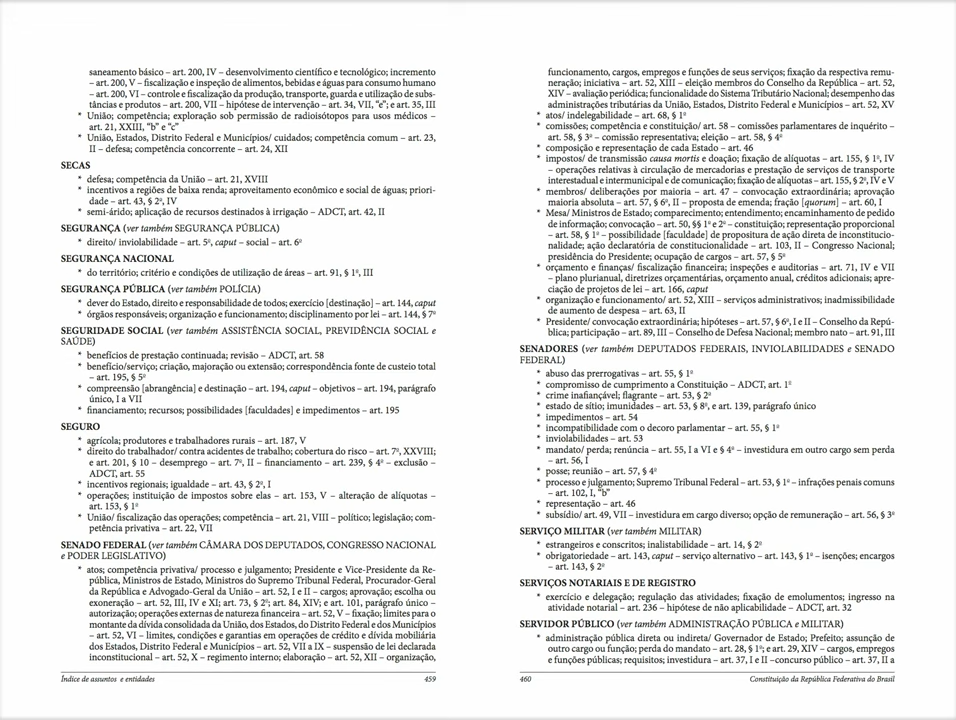 saneamento básico – art. 200, IV – desenvolvimento científico e tecnológico; incremento
– art. 200, V – fiscalização e inspeção de alimentos, bebidas e águas para consumo humano
– art. 200, VI – controle e fiscalização da produção, transporte, guarda e utilização de subs-
tâncias e produtos – art. 200, VII – hipótese de intervenção – art. 34, VII, “e”; e art. 35, III
* União; competência; exploração sob permissão de radioisótopos para usos médicos –
art. 21, XXIII, “b” e “c”
* União, Estados, Distrito Federal e Municípios/ cuidados; competência comum – art. 23,
II – defesa; competência concorrente – art. 24, XII
SECAS
* defesa; competência da União – art. 21, XVIII
* incentivos a regiões de baixa renda; aproveitamento econômico e social de águas; priori-
dade – art. 43, § 2º, IV
* semi-árido; aplicação de recursos destinados à irrigação – ADCT, art. 42, II
SEGURANÇA (ver também SEGURANÇA PÚBLICA)
* direito/ inviolabilidade – art. 5º, caput – social – art. 6º
SEGURANÇA NACIONAL
* do território; critério e condições de utilização de áreas – art. 91, § 1º, III
SEGURANÇA PÚBLICA (ver também POLÍCIA)
* dever do Estado, direito e responsabilidade de todos; exercício [destinação] – art. 144, caput
* órgãos responsáveis; organização e funcionamento; disciplinamento por lei – art. 144, § 7º
SEGURIDADE SOCIAL (ver também ASSISTÊNCIA SOCIAL, PREVIDÊNCIA SOCIAL e
SAÚDE)
* benefícios de prestação continuada; revisão – ADCT, art. 58
* benefício/serviço; criação, majoração ou extensão; correspondência fonte de custeio total
– art. 195, § 5º
* compreensão [abrangência] e destinação – art. 194, caput – objetivos – art. 194, parágrafo
único, I a VII
* financiamento; recursos; possibilidades [faculdades] e impedimentos – art. 195
SEGURO
* agrícola; produtores e trabalhadores rurais – art. 187, V
* direito do trabalhador/ contra acidentes de trabalho; cobertura do risco – art. 7º, XXVIII;
e art. 201, § 10 – desemprego – art. 7º, II – financiamento – art. 239, § 4º – exclusão –
ADCT, art. 55
* incentivos regionais; igualdade – art. 43, § 2º, I
* operações; instituição de impostos sobre elas – art. 153, V – alteração de alíquotas –
art. 153, § 1º
* União/ fiscalização das operações; competência – art. 21, VIII – político; legislação; com-
petência privativa – art. 22, VII
SENADO FEDERAL (ver também CÂMARA DOS DEPUTADOS, CONGRESSO NACIONAL
e PODER LEGISLATIVO)
* atos; competência privativa/ processo e julgamento; Presidente e Vice-Presidente da Re-
pública, Ministros de Estado, Ministros do Supremo Tribunal Federal, Procurador-Geral
da República e Advogado-Geral da União – art. 52, I e II – cargos; aprovação; escolha ou
exoneração – art. 52, III, IV e XI; art. 73, § 2º; art. 84, XIV; e art. 101, parágrafo único –
autorização; operações externas de natureza financeira – art. 52, V – fixação; limites para o
montante da dívida consolidada da União, dos Estados, do Distrito Federal e dos Municípios
– art. 52, VI – limites, condições e garantias em operações de crédito e dívida mobiliária
dos Estados, Distrito Federal e Municípios – art. 52, VII a IX – suspensão de lei declarada
inconstitucional – art. 52, X – regimento interno; elaboração – art. 52, XII – organização,
Índice de assuntos e entidades 459
funcionamento, cargos, empregos e funções de seus serviços; fixação da respectiva remu-
neração; iniciativa – art. 52, XIII – eleição membros do Conselho da República – art. 52,
XIV – avaliação periódica; funcionalidade do Sistema Tributário Nacional; desempenho das
administrações tributárias da União, Estados, Distrito Federal e Municípios – art. 52, XV
* atos/ indelegabilidade – art. 68, § 1º
* comissões; competência e constituição/ art. 58 – comissões parlamentares de inquérito –
art. 58, § 3º – comissão representativa; eleição – art. 58, § 4º
* composição e representação de cada Estado – art. 46
* impostos/ de transmissão causa mortis e doação; fixação de alíquotas – art. 155, § 1º, IV
– operações relativas à circulação de mercadorias e prestação de serviços de transporte
interestadual e intermunicipal e de comunicação; fixação de alíquotas – art. 155, § 2º, IV e V
* membros/ deliberações por maioria – art. 47 – convocação extraordinária; aprovação
maioria absoluta – art. 57, § 6º, II – proposta de emenda; fração [quorum] – art. 60, I
* Mesa/ Ministros de Estado; comparecimento; entendimento; encaminhamento de pedido
de informação; convocação – art. 50, §§ 1º e 2º – constituição; representação proporcional
– art. 58, § 1º – possibilidade [faculdade] de propositura de ação direta de inconstitucio-
nalidade; ação declaratória de constitucionalidade – art. 103, II – Congresso Nacional;
presidência do Presidente; ocupação de cargos – art. 57, § 5º
* orçamento e finanças/ fiscalização financeira; inspeções e auditorias – art. 71, IV e VII
– plano plurianual, diretrizes orçamentárias, orçamento anual, créditos adicionais; apre-
ciação de projetos de lei – art. 166, caput
* organização e funcionamento/ art. 52, XIII – serviços administrativos; inadmissibilidade
de aumento de despesa – art. 63, II
* Presidente/ convocação extraordinária; hipóteses – art. 57, § 6º, I e II – Conselho da Repú-
blica; participação – art. 89, III – Conselho de Defesa Nacional; membro nato – art. 91, III
SENADORES (ver também DEPUTADOS FEDERAIS, INVIOLABILIDADES e SENADO
FEDERAL)
* abuso das prerrogativas – art. 55, § 1º
* compromisso de cumprimento a Constituição – ADCT, art. 1º
* crime inafiançável; flagrante – art. 53, § 2º
* estado de sítio; imunidades – art. 53, § 8º, e art. 139, parágrafo único
* impedimentos – art. 54
* incompatibilidade com o decoro parlamentar – art. 55, § 1º
* inviolabilidades – art. 53
* mandato/ perda; renúncia – art. 55, I a VI e § 4º – investidura em outro cargo sem perda
– art. 56, I
* posse; reunião – art. 57, § 4º
* processo e julgamento; Supremo Tribunal Federal – art. 53, § 1º – infrações penais comuns
– art. 102, I, “b”
* representação – art. 46
* subsídio/ art. 49, VII – investidura em cargo diverso; opção de remuneração – art. 56, § 3º
SERVIÇO MILITAR (ver também MILITAR)
* estrangeiros e conscritos; inalistabilidade – art. 14, § 2º
* obrigatoriedade – art. 143, caput – serviço alternativo – art. 143, § 1º – isenções; encargos
– art. 143, § 2º
SERVIÇOS NOTARIAIS E DE REGISTRO
* exercício e delegação; regulação das atividades; fixação de emolumentos; ingresso na
atividade notarial – art. 236 – hipótese de não aplicabilidade – ADCT, art. 32
SERVIDOR PÚBLICO (ver também ADMINISTRAÇÃO PÚBLICA e MILITAR)
* administração pública direta ou indireta/ Governador de Estado; Prefeito; assunção de
outro cargo ou função; perda do mandato – art. 28, § 1º; e art. 29, XIV – cargos, empregos
e funções públicas; requisitos; investidura – art. 37, I e II –concurso público – art. 37, II a
460 Constituição da República Federativa do Brasil